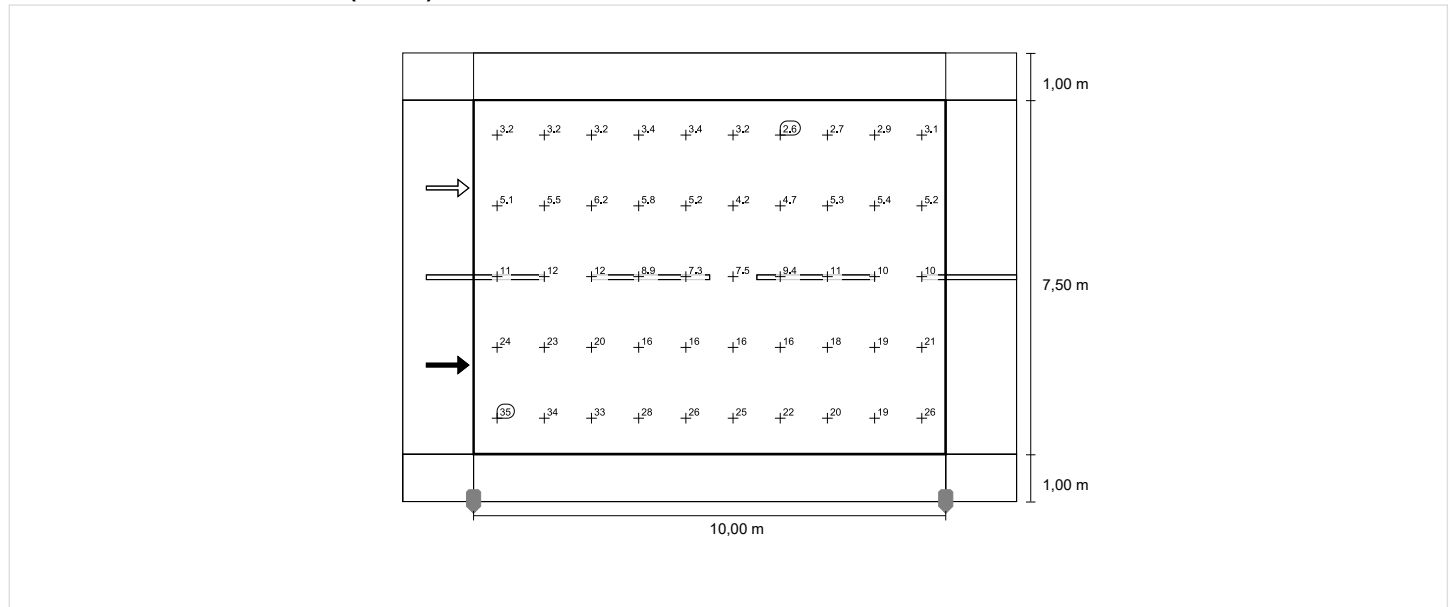 1,00 m
3.2 3.2 3.2 3.4 3.4 3.2 2.6 2.7 2.9 3.1
5.1 5.5 6.2 5.8 5.2 4.2 4.7 5.3 5.4 5.2
11 12 12 8.9 7.3 7.5 9.4 11 10 10
7,50 m
24 23 20 16 16 16 16 18 19 21
35 34 33 28 26 25 22 20 19 26
1,00 m
10,00 m